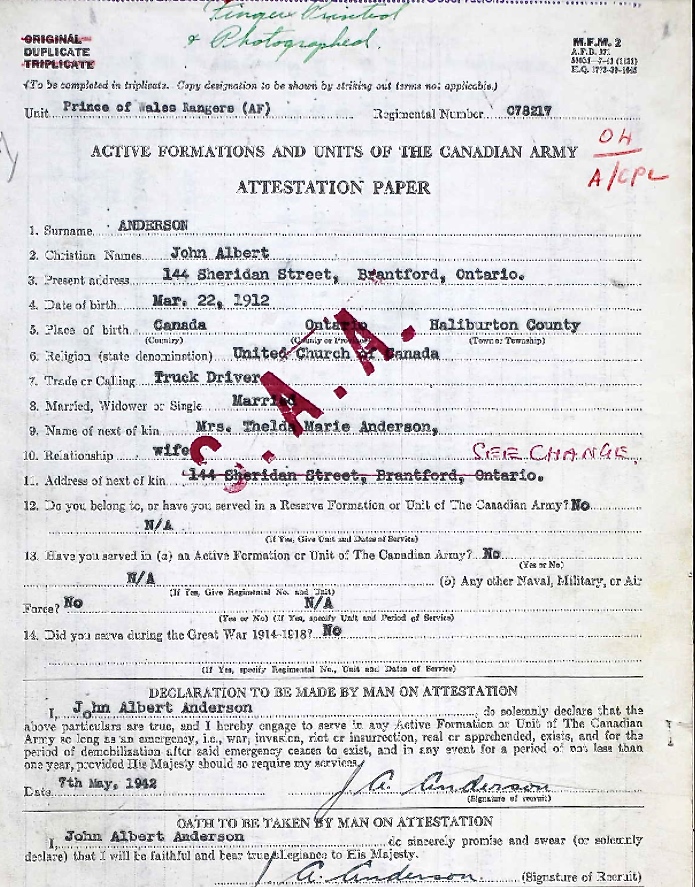 Finger Printed
& Photographed.
ORIGINAL
DUPLICATE
TRIPLICATE
M.F.M. 2
(To be completed in triplicate. Copy designation to be shown by striking out terms not applicable.)
Unit Prince of Wales Rangers (AF) Regimental Number C78217
OH
A/CPL
ACTIVE FORMATIONS AND UNITS OF THE CANADIAN ARMY
ATTESTATION PAPER
1. Surname ANDERSON
2. Christian Names John Albert
3. Present address 144 Sheridan Street, Brantford, Ontario.
4. Date of birth Mar. 22, 1912
5. Place of birth Canada Ontario Haliburton County
(Country) (County or Province) (Town or Township)
6. Religion (state denomination) United Church of Canada
7. Trade or Calling Truck Driver
8. Married, Widower or Single Married
9. Name of next of kin Mrs. Thelda Marie Anderson,
10. Relationship wife SEE CHANGE.
11. Address of next of kin 144 Sheridan Street, Brantford, Ontario.
S.A.A.
12. Do you belong to, or have you served in a Reserve Formation or Unit of The Canadian Army? No
N/A
(If Yes, Give Unit and Dates of Service)
13. Have you served in (a) an Active Formation or Unit of The Canadian Army? No
(Yes or No)
N/A (b) Any other Naval, Military, or Air
(If Yes, Give Regimental No. and Unit)
Force? No N/A
(Yes or No) (If Yes, specify Unit and Period of Service)
14. Did you serve during the Great War 1914-1918? No
(If Yes, specify Regimental No., Unit and Dates of Service)
DECLARATION TO BE MADE BY MAN ON ATTESTATION
I, John Albert Anderson do solemnly declare that the
above particulars are true, and I hereby engage to serve in any Active Formation or Unit of The Canadian
Army so long as an emergency, i.e., war, invasion, riot or insurrection, real or apprehended, exists, and for the
period of demobilization after said emergency ceases to exist, and in any event for a period of not less than
one year, provided His Majesty should so require my services.
Date 7th May, 1942 J A. Anderson
(Signature of recruit)
OATH TO BE TAKEN BY MAN ON ATTESTATION
I, John Albert Anderson do sincerely promise and swear (or solemnly
declare) that I will be faithful and bear true allegiance to His Majesty.
J A. Anderson (Signature of Recruit)